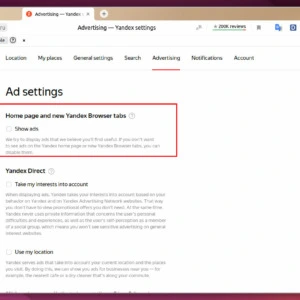 Advertising — Yandex
Advertising — Yandex settings
200K reviews
Location My places General settings Search Advertising Notifications Account
Ad settings
Home page and new Yandex Browser tabs
Show ads
We try to display ads that we believe you'll find useful. If you don't want
to see ads on the Yandex home page or new Yandex Browser tabs, you can
disable them.
Yandex Direct
Take my interests into account
When displaying ads, Yandex takes your interests into account based on your
behavior on Yandex and its Yandex Advertising Network websites. That way
you don't have to view promotional offers you don't need. At the same time,
Yandex never uses private information that concerns the user's personal
difficulties and experiences, as well as the user's self-perception as a member
of a social group, which means you won't see sensitive advertising on general
interest websites.
Use my location
Yandex serves ads that take into account your current location and the places
you visit. By doing this, we can show you ads for businesses near you — for
example, the nearest café or a dry cleaner that's along your commute.